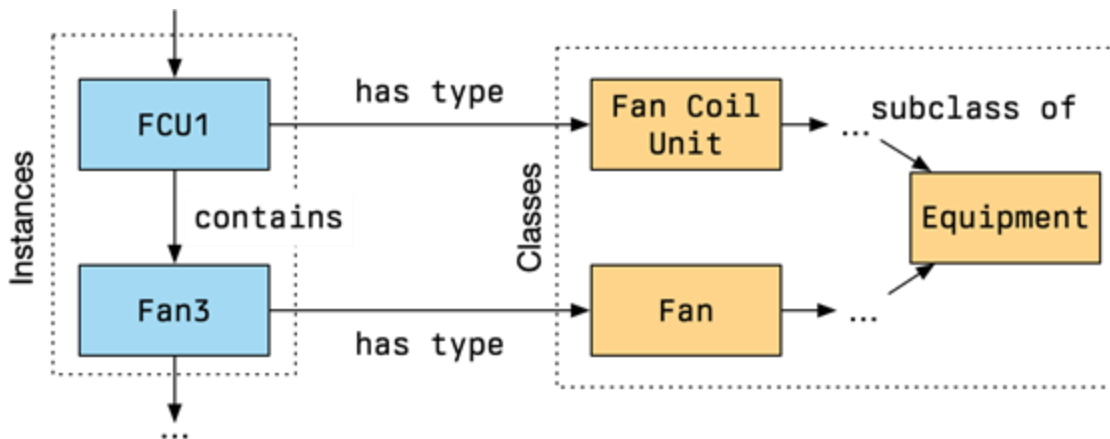 has type
FCU1
Fan Coil
Unit
...
subclass of
Instances
contains
Classes
Equipment
Fan3
Fan
...
has type
...